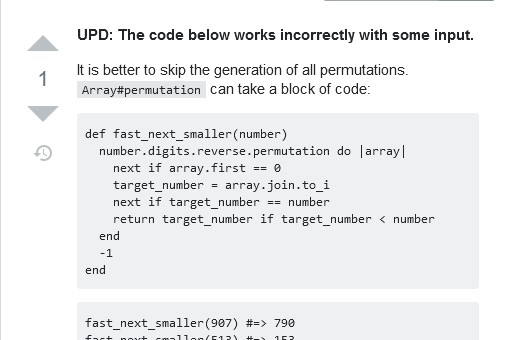 UPD: The code below works incorrectly with some input.
1
It is better to skip the generation of all permutations.
Array#permutation can take a block of code:
def fast_next_smaller(number)
  number.digits.reverse.permutation do |array|
    next if array.first == 0
    target_number = array.join.to_i
    next if target_number == number
    return target_number if target_number < number
  end
  -1
end
fast_next_smaller(907) #=> 790
fast_next_smaller(513) #=> 153